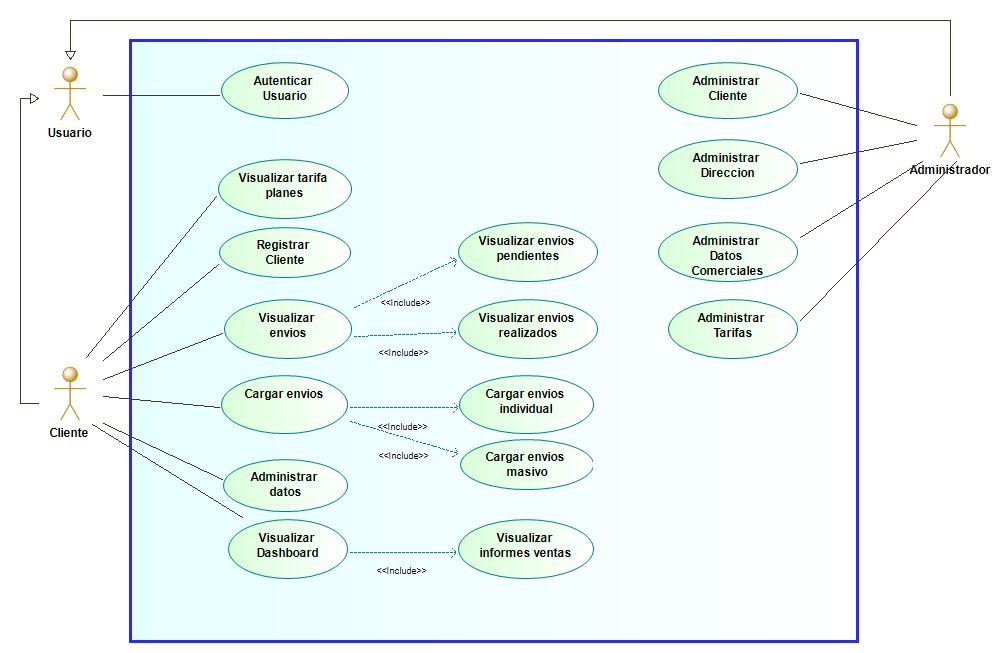 Autenticar
Usuario
Administrar
Cliente
Usuario
Administrar
Direccion
Administrador
Visualizar tarifa
planes
Registrar
Cliente
Visualizar envios
pendientes
Administrar
Datos
Comerciales
<<Include>>
Visualizar
envios
Visualizar envios
realizados
Administrar
Tarifas
<<Include>>
Cargar envios
Cargar envios
individual
<<Include>>
Cliente
<<Include>>
Cargar envios
masivo
Administrar
datos
Visualizar
Dashboard
Visualizar
informes ventas
<<Include>>